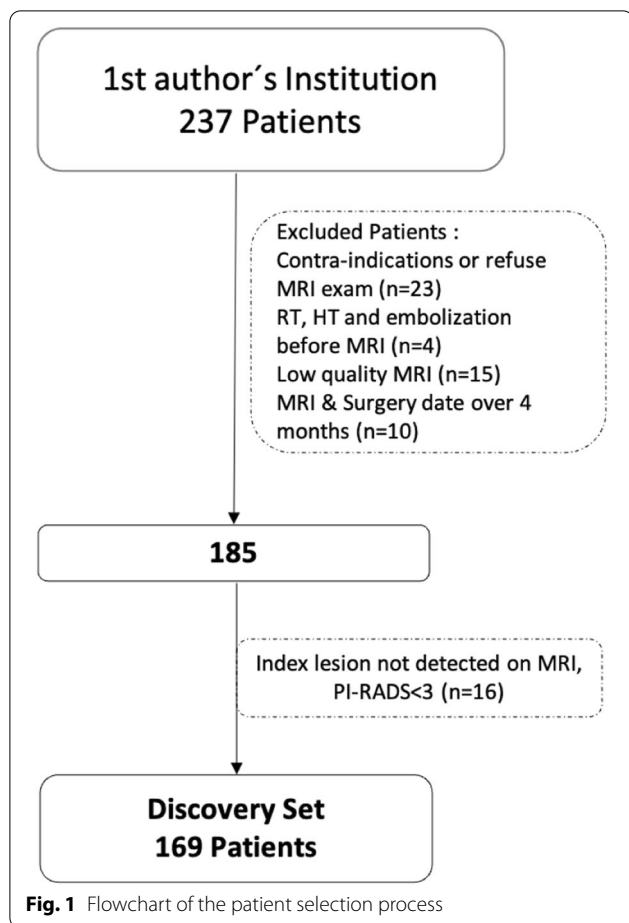 1st author´s Institution
237 Patients
Excluded Patients :
Contra-indications or refuse
MRI exam (n=23)
RT, HT and embolization
before MRI (n=4)
Low quality MRI (n=15)
MRI & Surgery date over 4
months (n=10)
185
Index lesion not detected on MRI,
PI-RADS<3 (n=16)
Discovery Set
169 Patients
Fig. 1 Flowchart of the patient selection process